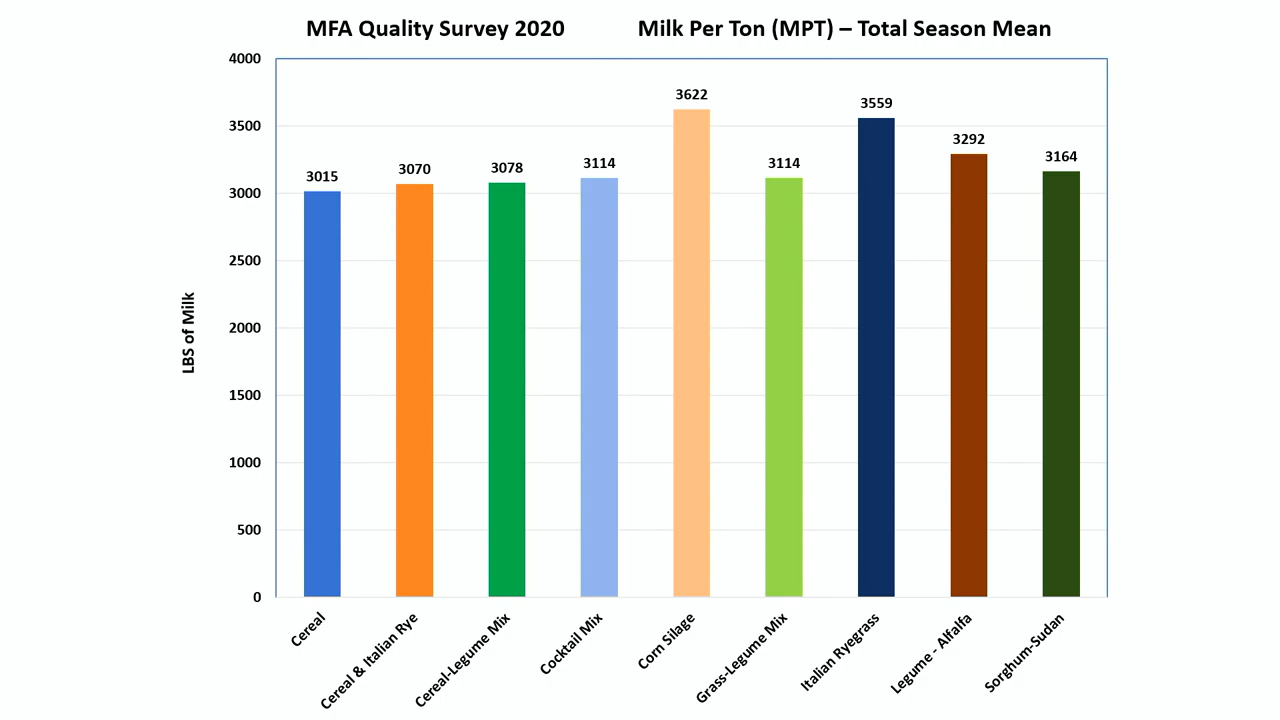 MFA Quality Survey 2020 Milk Per Ton (MPT) – Total Season Mean
4000
3500
3000
2500
2000
1500
1000
500
0
LBS of Milk
3015
3070
3078
3114
3622
3114
3559
3292
3164
Cereal
Cereal & Italian Rye
Cereal-Legume Mix
Cocktail Mix
Corn Silage
Grass-Legume Mix
Italian Ryegrass
Legume - Alfalfa
Sorghum-Sudan